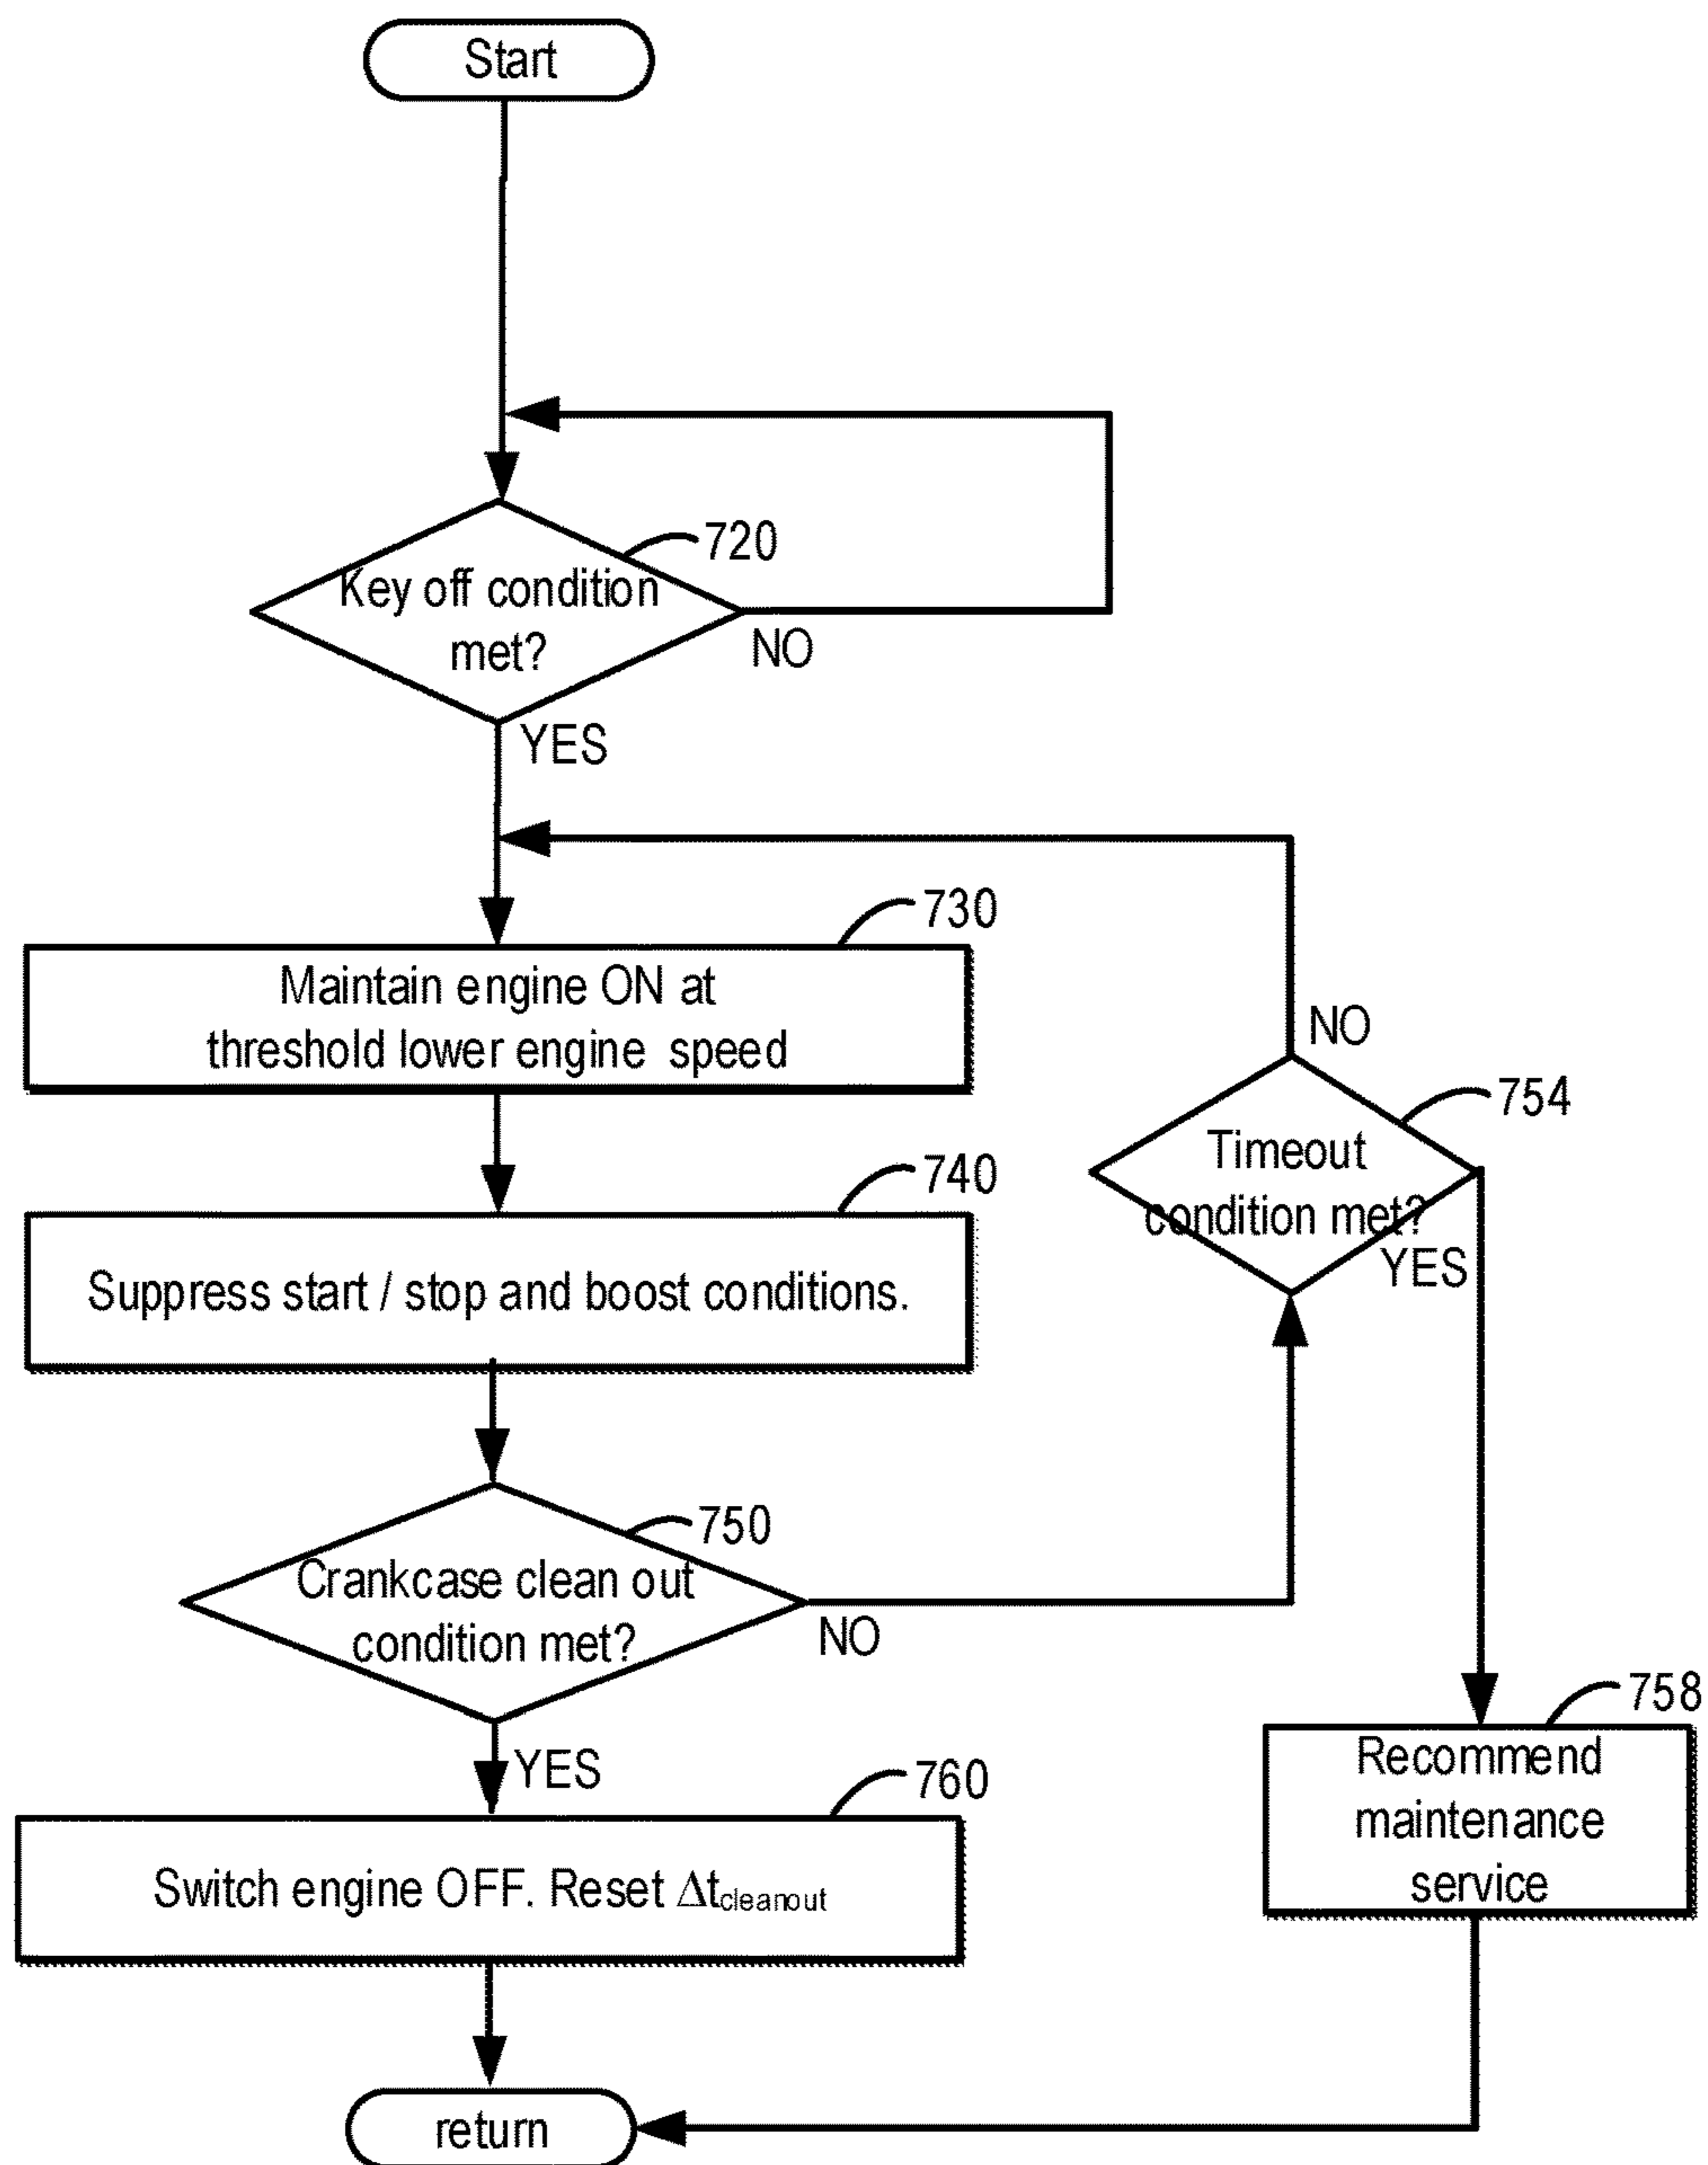 Start
720
Key off condition
met?
NO
YES
730
Maintain engine ON at
threshold lower engine speed
NO
754
Timeout
condition met?
YES
740
Suppress start / stop and boost conditions.
750
Crankcase clean out
condition met?
NO
YES
758
Recommend
maintenance
service
760
Switch engine OFF. Reset Δtcleanout
return